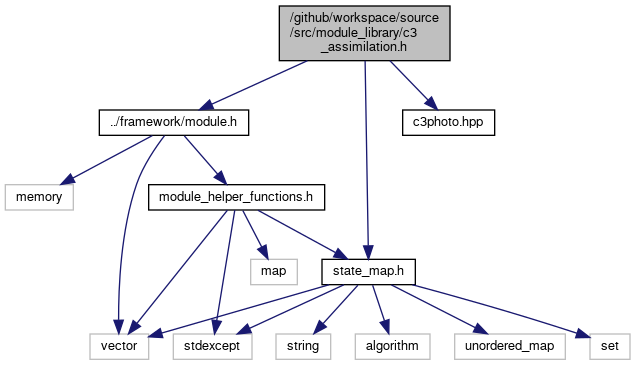 /github/workspace/source
/src/module_library/c3
_assimilation.h
../framework/module.h
c3photo.hpp
memory
module_helper_functions.h
map
state_map.h
vector
stdexcept
string
algorithm
unordered_map
set